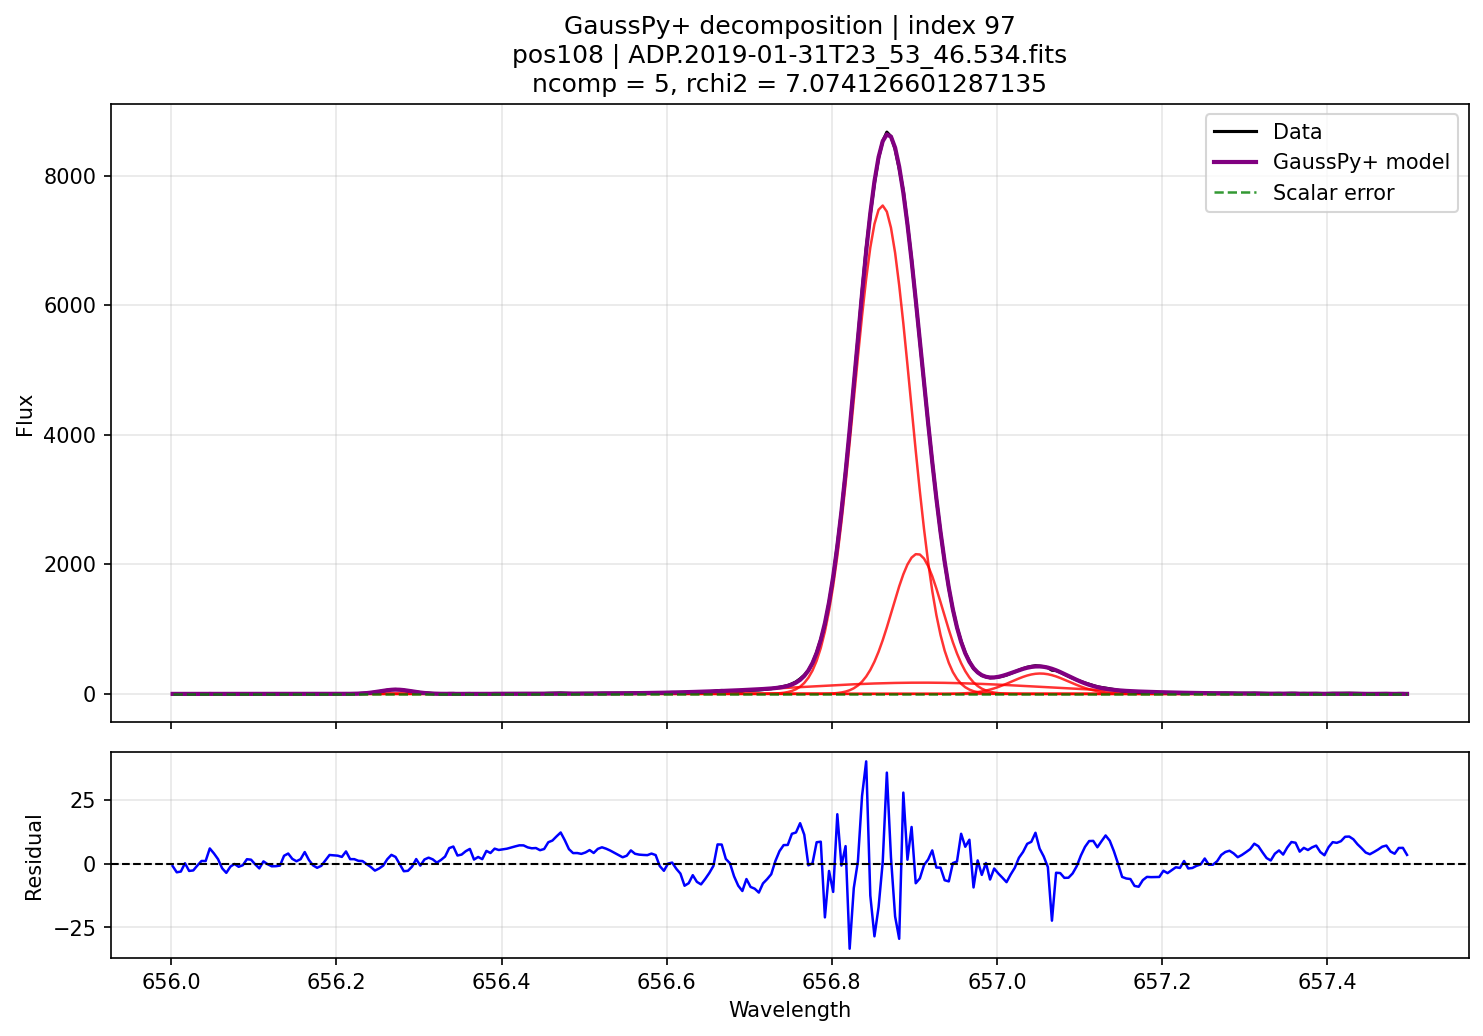 GaussPy+ decomposition | index 97
pos108 | ADP.2019-01-31T23_53_46.534.fits
ncomp = 5, rchi2 = 7.074126601287135
Data
GaussPy+ model
Scalar error
8000
6000
4000
2000
0
Flux
25
0
−25
Residual
656.0 656.2 656.4 656.6 656.8 657.0 657.2 657.4
Wavelength